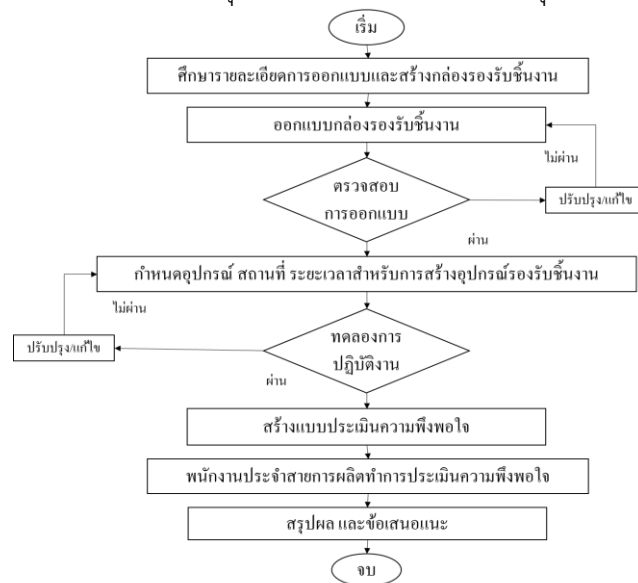 เริ่ม
ศึกษารายละเอียดการออกแบบและสร้างกล่องรองรับชิ้นงาน
ออกแบบกล่องรองรับชิ้นงาน
ไม่ผ่าน
ตรวจสอบ
การออกแบบ
ปรับปรุง/แก้ไข
ผ่าน
กำหนดอุปกรณ์ สถานที่ ระยะเวลาสำหรับการสร้างอุปกรณ์รองรับชิ้นงาน
ไม่ผ่าน
ทดลองการ
ปฏิบัติงาน
ปรับปรุง/แก้ไข
ผ่าน
สร้างแบบประเมินความพึงพอใจ
พนักงานประจำสายการผลิตทำการประเมินความพึงพอใจ
สรุปผล และข้อเสนอแนะ
จบ